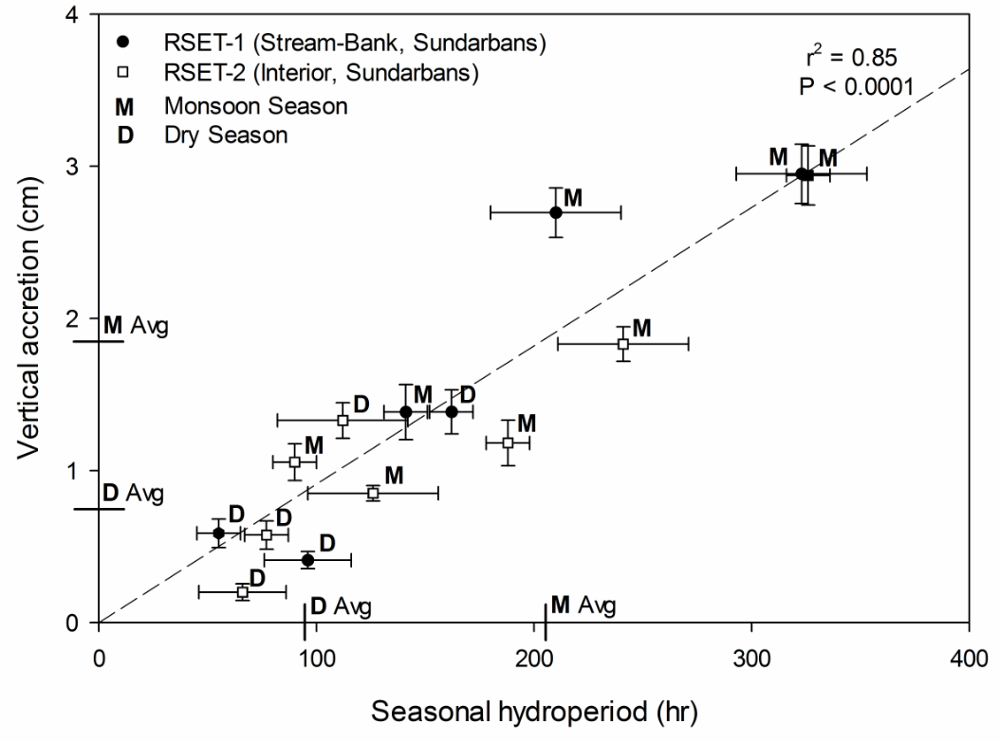 4
RSET-1 (Stream-Bank, Sundarbans)
RSET-2 (Interior, Sundarbans)
M Monsoon Season
D Dry Season
r² = 0.85
P < 0.0001
3
M M
M
2
M Avg
M
M D
D
M
M
1
M
D Avg
D
D
D
D
D Avg
M Avg
0
0 100 200 300 400
Vertical accretion (cm)
Seasonal hydroperiod (hr)